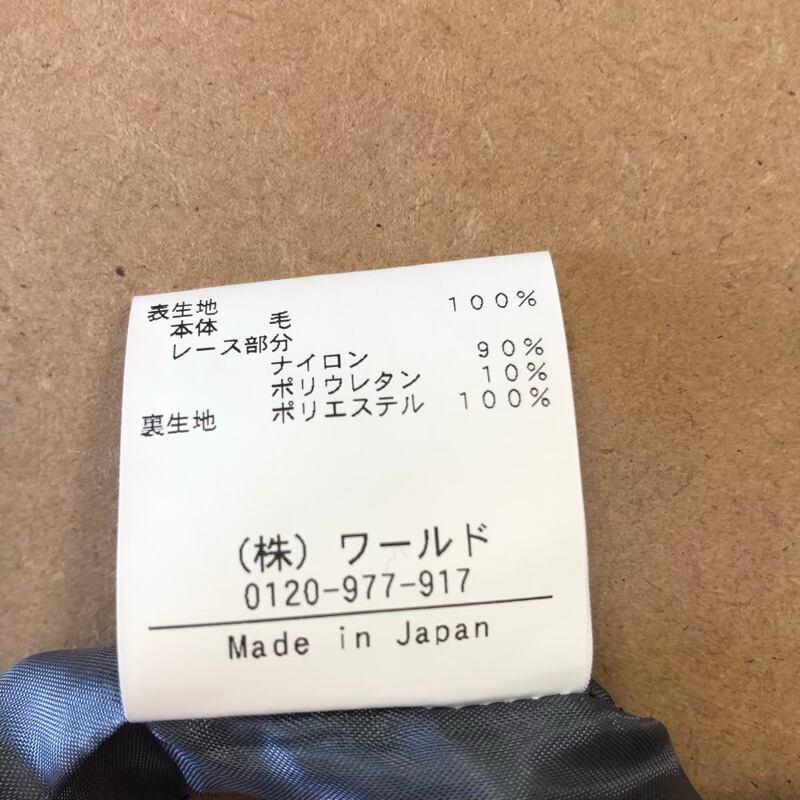 表生地
本体 毛 100%
レース部分
ナイロン 90%
ポリウレタン 10%
裏生地 ポリエステル 100%
(株) ワールド
0120-977-917
Made in Japan